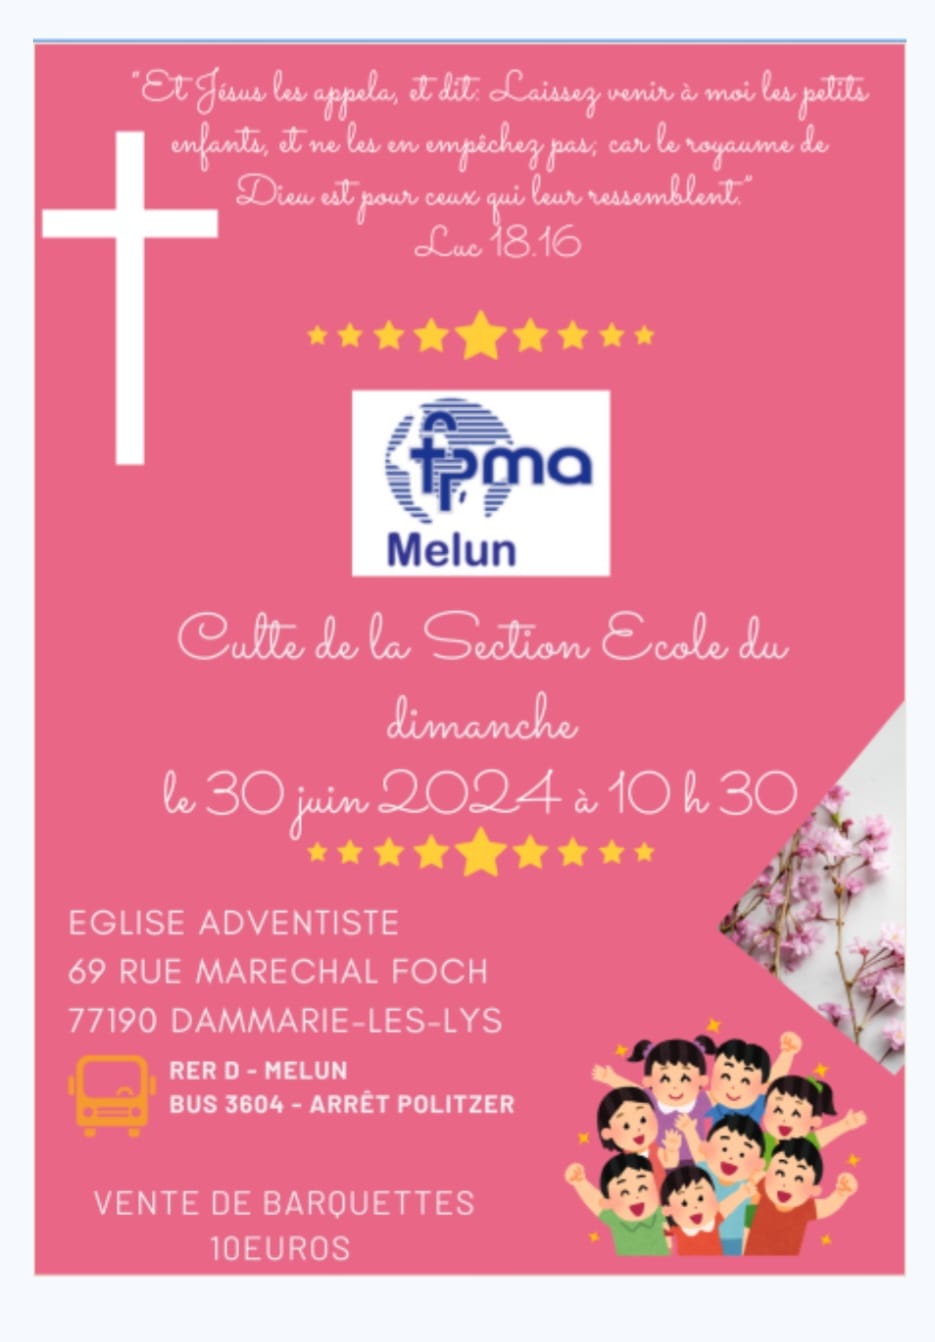 "Et Jésus les appela, et dit: Laissez venir à moi les petits
enfants, et ne les en empêchez pas; car le royaume de
Dieu est pour ceux qui leur ressemblent."
Luc 18.16
fpma
Melun
Culte de la Section Ecole du
dimanche
le 30 juin 2024 à 10 h 30
EGLISE ADVENTISTE
69 RUE MARECHAL FOCH
77190 DAMMARIE-LES-LYS
RER D - MELUN
BUS 3604 - ARRÊT POLITZER
VENTE DE BARQUETTES
10EUROS